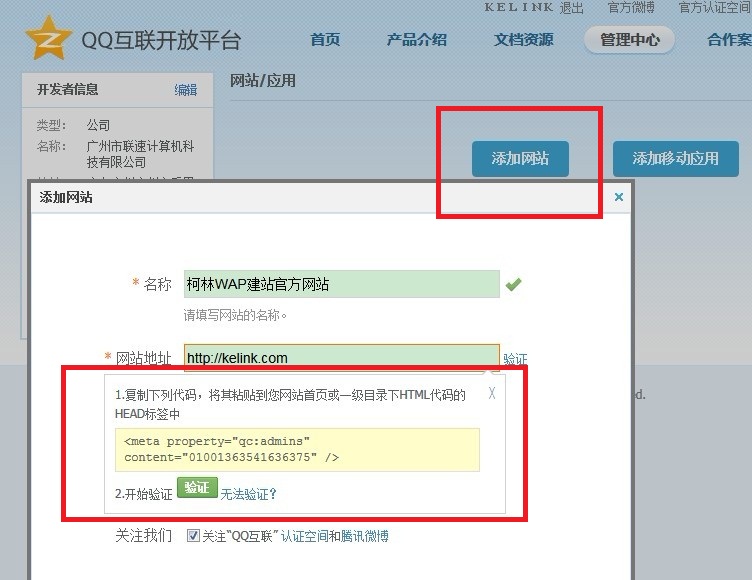 KELINK 退出 官方微博 官方认证空间
QQ互联开放平台 首页 产品介绍 文档资源 管理中心 合作案
开发者信息 编辑
网站/应用
类型： 公司
名称： 广州市联速计算机科
技有限公司
添加网站 添加移动应用
添加网站 ×
* 名称 柯林WAP建站官方网站
请填写网站的名称。
* 网站地址 http://kelink.com 验证
1.复制下列代码，将其粘贴到您网站首页或一级目录下HTML代码的 X
HEAD标签中
<meta property="qc:admins"
content="01001363541636375" />
2.开始验证 验证 无法验证？
ed.
关注我们 关注“QQ互联” 认证空间和腾讯微博